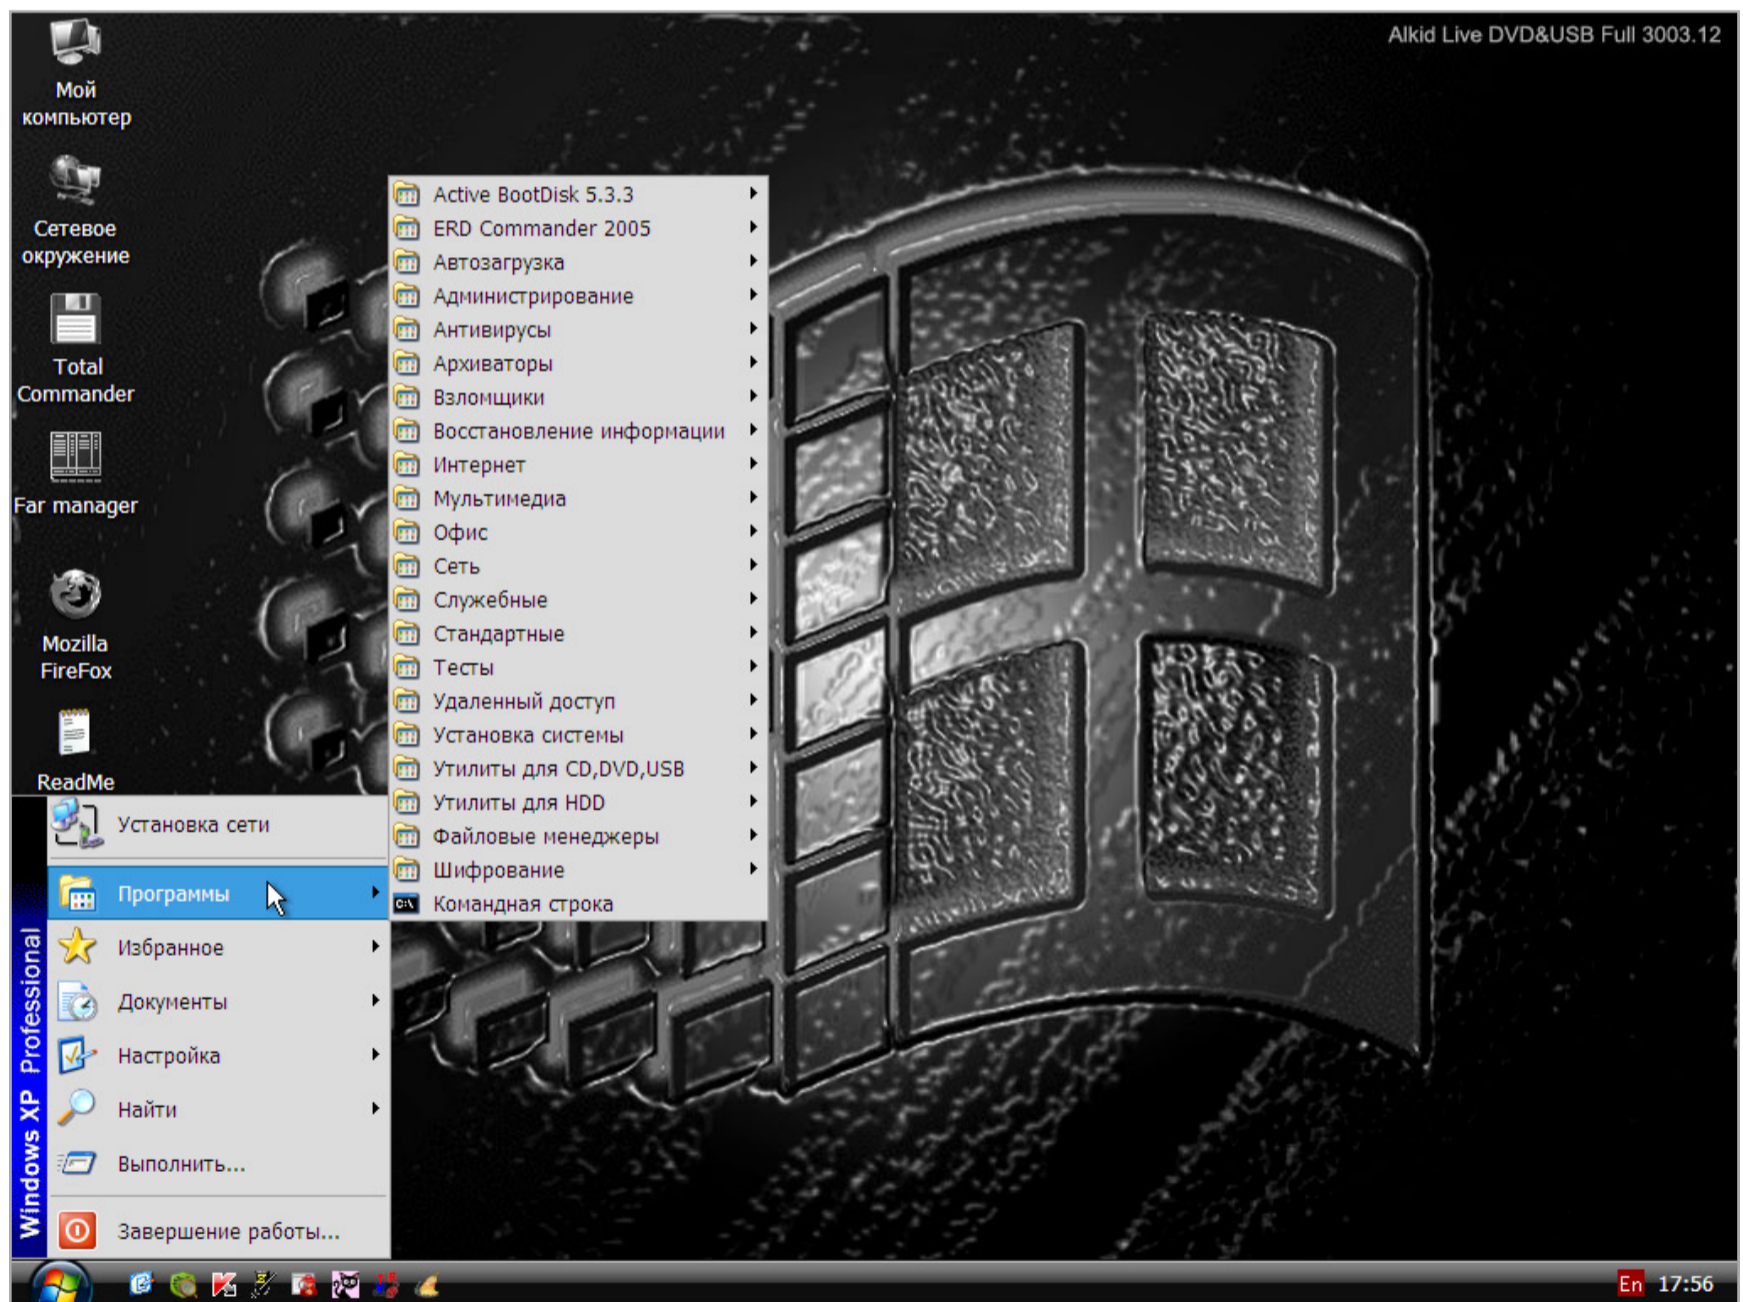 Alkid Live DVD&USB Full 3003.12
Мой
компьютер
Сетевое
окружение
Total
Commander
Far manager
Mozilla
FireFox
ReadMe
Active BootDisk 5.3.3
ERD Commander 2005
Автозагрузка
Администрирование
Антивирусы
Архиваторы
Взломщики
Восстановление информации
Интернет
Мультимедиа
Офис
Сеть
Служебные
Стандартные
Тесты
Удаленный доступ
Установка системы
Утилиты для CD,DVD,USB
Утилиты для HDD
Файловые менеджеры
Шифрование
Командная строка
Установка сети
Программы
Избранное
Документы
Настройка
Найти
Выполнить...
Завершение работы...
Windows XP Professional
En 17:56